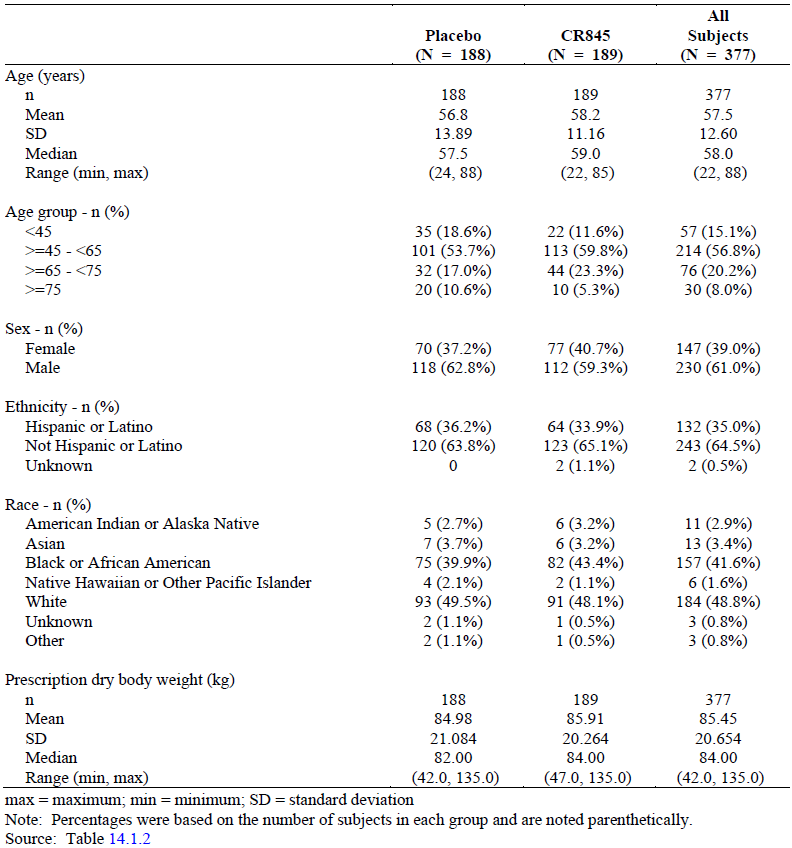 All
Placebo CR845 Subjects
(N = 188) (N = 189) (N = 377)
Age (years)
n 188 189 377
Mean 56.8 58.2 57.5
SD 13.89 11.16 12.60
Median 57.5 59.0 58.0
Range (min, max) (24, 88) (22, 85) (22, 88)
Age group - n (%)
<45 35 (18.6%) 22 (11.6%) 57 (15.1%)
>=45 - <65 101 (53.7%) 113 (59.8%) 214 (56.8%)
>=65 - <75 32 (17.0%) 44 (23.3%) 76 (20.2%)
>=75 20 (10.6%) 10 (5.3%) 30 (8.0%)
Sex - n (%)
Female 70 (37.2%) 77 (40.7%) 147 (39.0%)
Male 118 (62.8%) 112 (59.3%) 230 (61.0%)
Ethnicity - n (%)
Hispanic or Latino 68 (36.2%) 64 (33.9%) 132 (35.0%)
Not Hispanic or Latino 120 (63.8%) 123 (65.1%) 243 (64.5%)
Unknown 0 2 (1.1%) 2 (0.5%)
Race - n (%)
American Indian or Alaska Native 5 (2.7%) 6 (3.2%) 11 (2.9%)
Asian 7 (3.7%) 6 (3.2%) 13 (3.4%)
Black or African American 75 (39.9%) 82 (43.4%) 157 (41.6%)
Native Hawaiian or Other Pacific Islander 4 (2.1%) 2 (1.1%) 6 (1.6%)
White 93 (49.5%) 91 (48.1%) 184 (48.8%)
Unknown 2 (1.1%) 1 (0.5%) 3 (0.8%)
Other 2 (1.1%) 1 (0.5%) 3 (0.8%)
Prescription dry body weight (kg)
n 188 189 377
Mean 84.98 85.91 85.45
SD 21.084 20.264 20.654
Median 82.00 84.00 84.00
Range (min, max) (42.0, 135.0) (47.0, 135.0) (42.0, 135.0)
max = maximum; min = minimum; SD = standard deviation
Note: Percentages were based on the number of subjects in each group and are noted parenthetically.
Source: Table 14.1.2